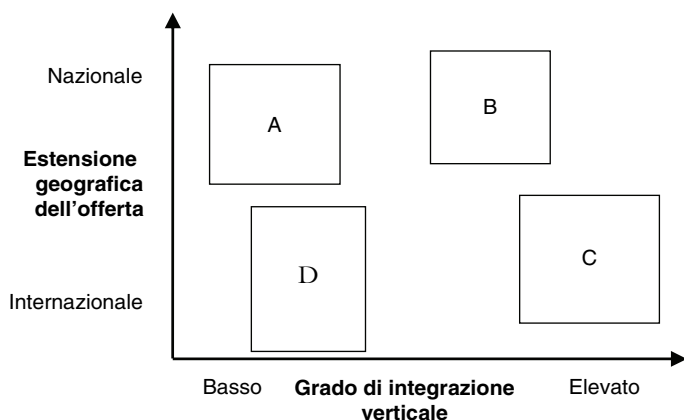 Nazionale
A
B
Estensione
geografica
dell'offerta
D
C
Internazionale
Basso
Grado di integrazione
verticale
Elevato